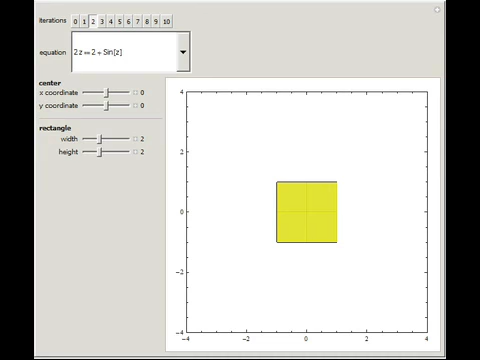 iterations 0 1 2 3 4 5 6 7 8 9 10
equation 2 z == 2 + Sin[z]
center
x coordinate 0
y coordinate 0
rectangle
width 2
height 2
4
2
0
-2
-4
-4 -2 0 2 4